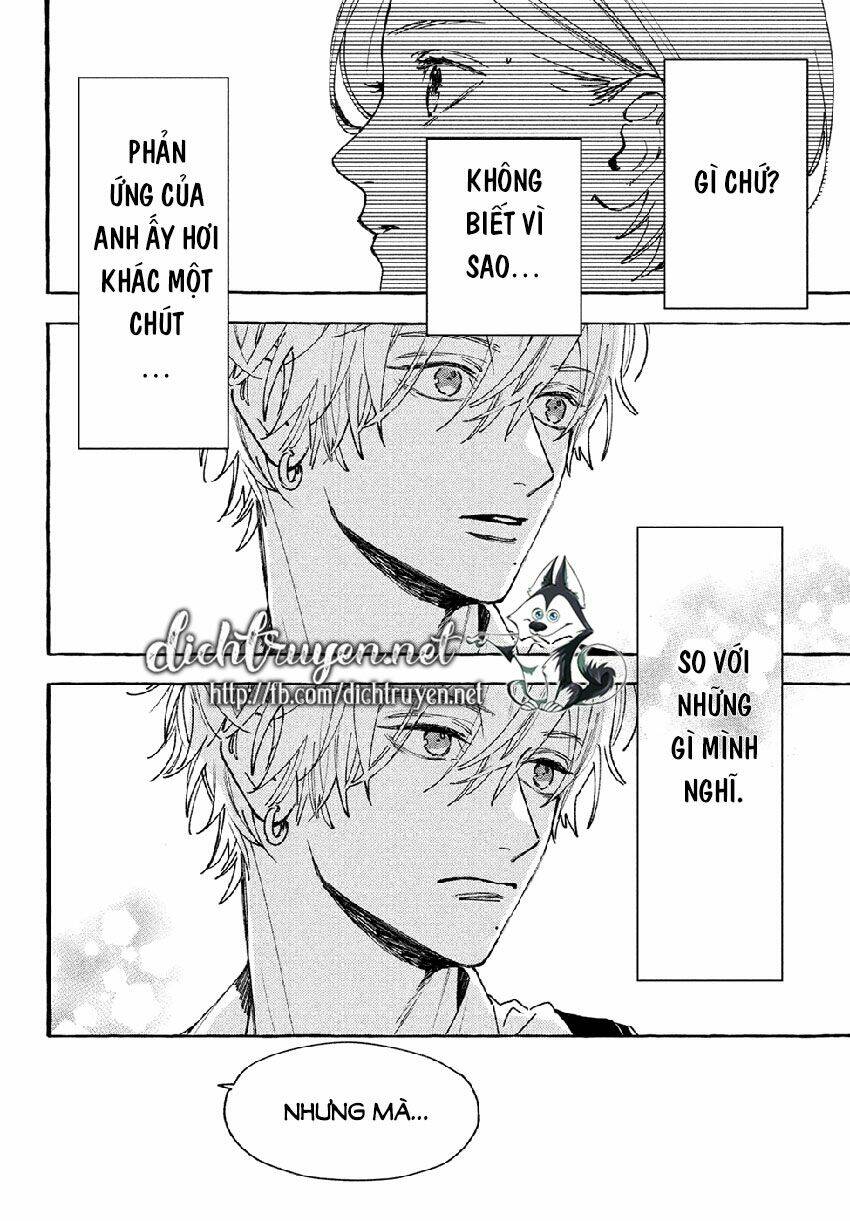 GÌ CHỨ?
KHÔNG
BIẾT VÌ
SAO...
PHẢN
ỨNG CỦA
ANH ẤY HƠI
KHÁC MỘT
CHÚT
...
SO VỚI
NHỮNG
GÌ MÌNH
NGHĨ.
dichtruyen.net
http://fb.com/dichtruyen.net
NHƯNG MÀ...